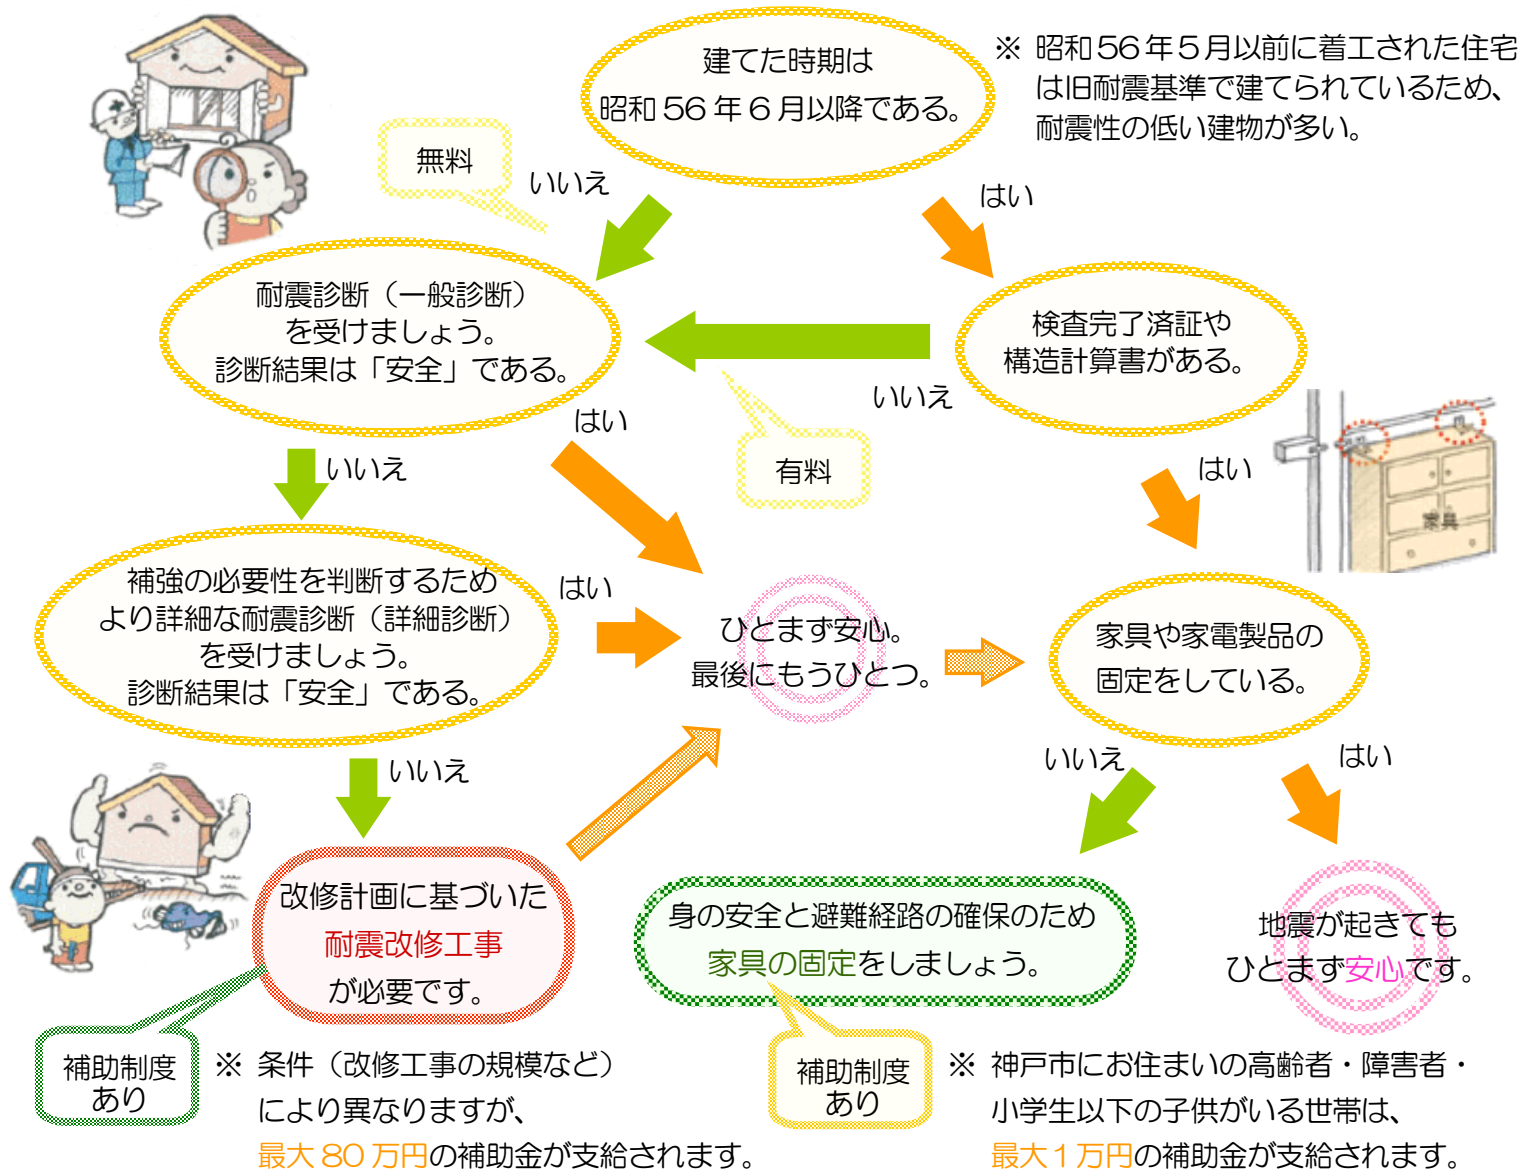 建てた時期は
昭和56年6月以降である。
※ 昭和56年5月以前に着工された住宅
は旧耐震基準で建てられているため、
耐震性の低い建物が多い。
無料
いいえ
はい
耐震診断（一般診断）
を受けましょう。
診断結果は「安全」である。
検査完了済証や
構造計算書がある。
いいえ
有料
はい
いいえ
はい
家具
補強の必要性を判断するため
より詳細な耐震診断（詳細診断）
を受けましょう。
診断結果は「安全」である。
はい
ひとまず安心。
最後にもうひとつ。
家具や家電製品の
固定をしている。
いいえ
いいえ
はい
改修計画に基づいた
耐震改修工事
が必要です。
身の安全と避難経路の確保のため
家具の固定をしましょう。
地震が起きても
ひとまず安心です。
補助制度
あり
※ 条件（改修工事の規模など）
により異なりますが、
最大80万円の補助金が支給されます。
補助制度
あり
※ 神戸市にお住まいの高齢者・障害者・
小学生以下の子供がいる世帯は、
最大1万円の補助金が支給されます。